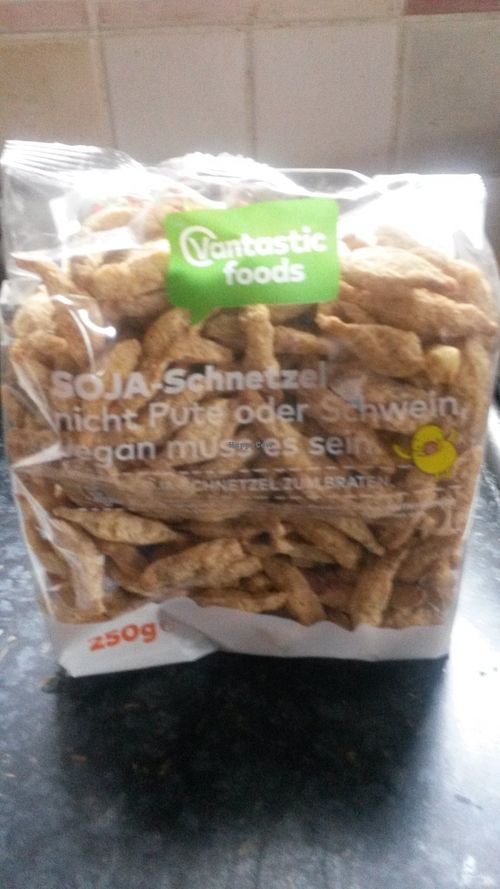 Vantastic
foods
SOJA-Schnetzel
nicht Pute oder Schwein,
vegan muss es sein
SCHNETZEL ZUM BRATEN
250g